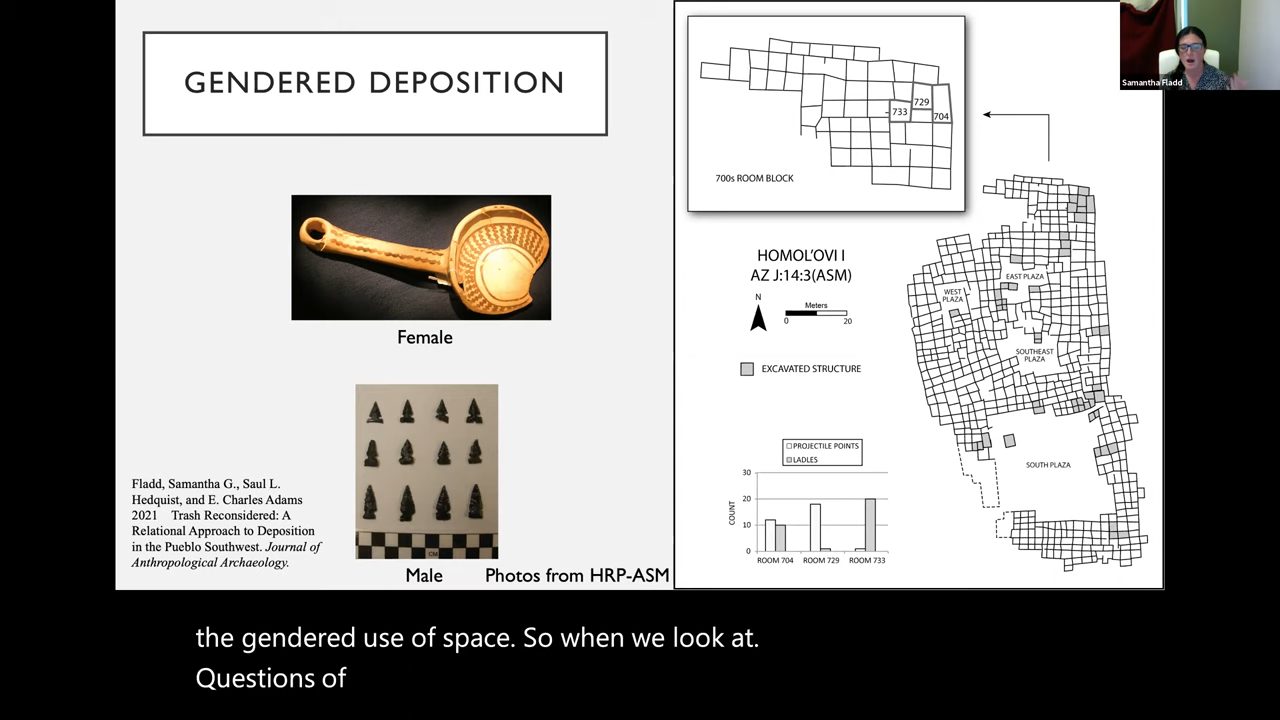 GENDERED DEPOSITION
Female
Fladd, Samantha G., Saul L.
Hedquist, and E. Charles Adams
2021 Trash Reconsidered: A
Relational Approach to Deposition
in the Pueblo Southwest. Journal of
Anthropological Archaeology.
CM
Male
Photos from HRP-ASM
733
729
704
700s ROOM BLOCK
HOMOL'OVI I
AZ J:14:3(ASM)
N
Meters
0
20
EXCAVATED STRUCTURE
WEST
PLAZA
EAST PLAZA
SOUTHEAST
PLAZA
SOUTH PLAZA
PROJECTILE POINTS
LADLES
COUNT
30
20
10
0
ROOM 704
ROOM 729
ROOM 733
Samantha Fladd
the gendered use of space. So when we look at.
Questions of